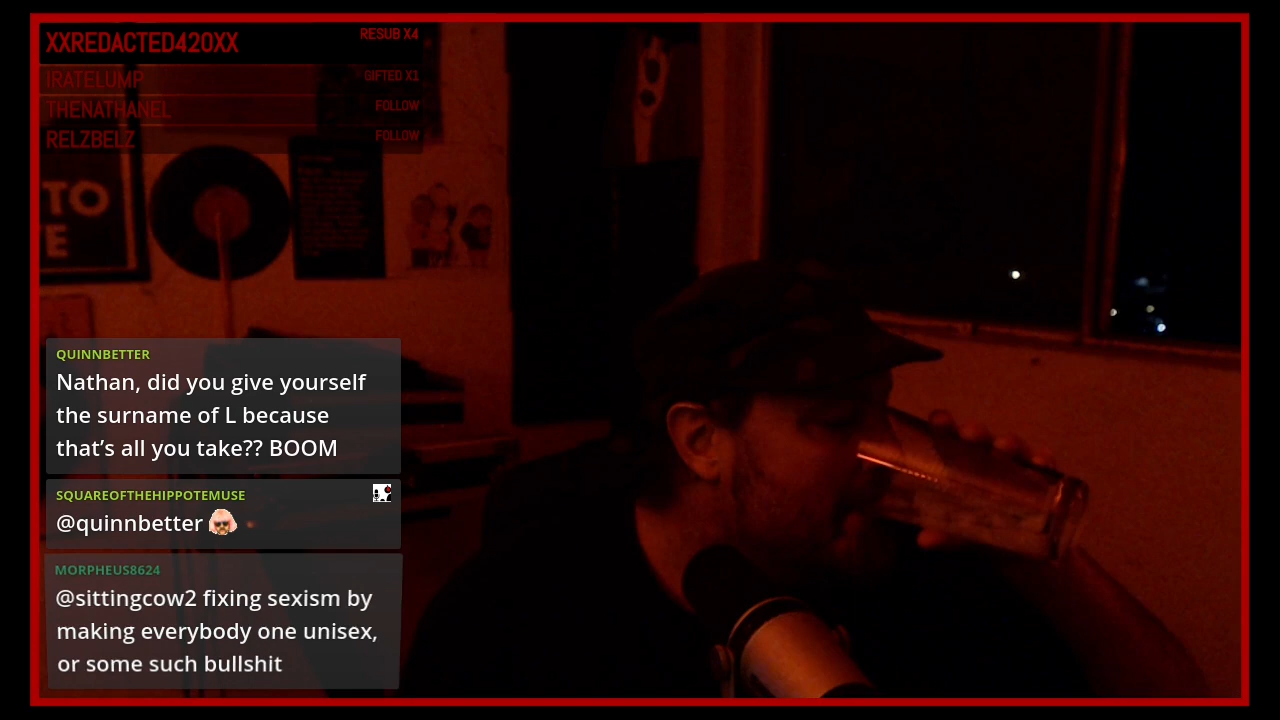 XXREDACTED420XX RESUB X4
IRATELUMP GIFTED X1
THENATHANEL FOLLOW
RELZBELZ FOLLOW
TO
E
QUINNBETTER
Nathan, did you give yourself
the surname of L because
that's all you take?? BOOM
SQUAREOFTHEHIPPOTEMUSE
@quinnbetter
MORPHEUS8624
@sittingcow2 fixing sexism by
making everybody one unisex,
or some such bullshit